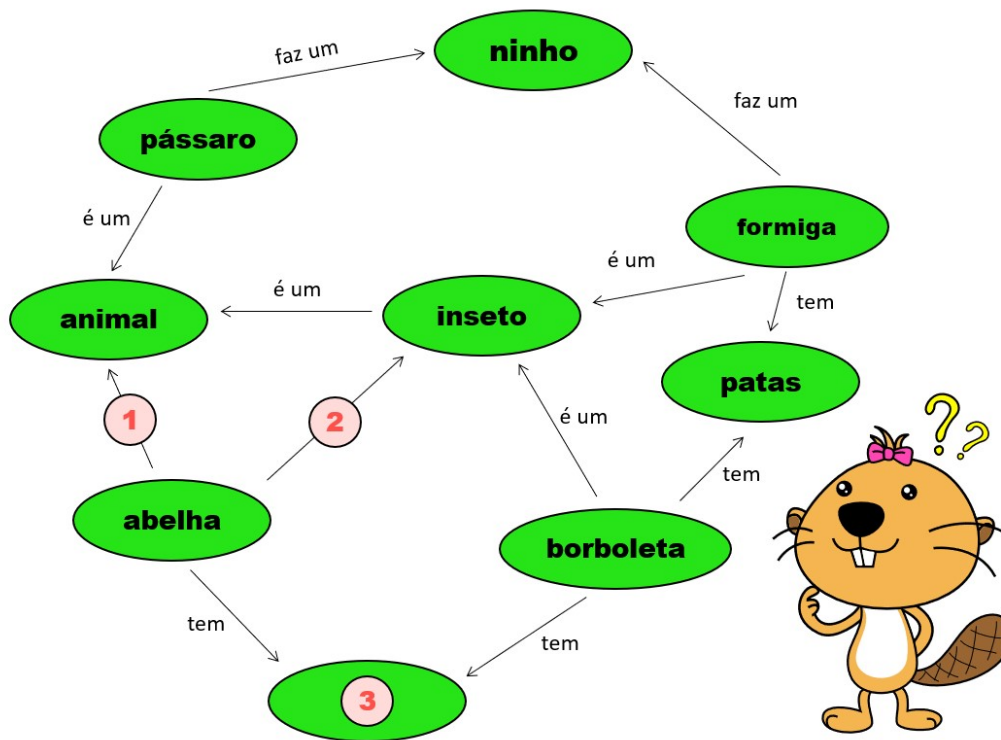 ninho
faz um
faz um
pássaro
é um
formiga
é um
é um
tem
animal
inseto
patas
1
2
é um
tem
abelha
borboleta
tem
tem
3
? ?